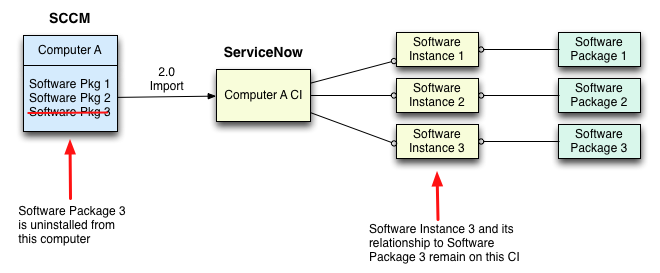 SCCM
Computer A
Software Pkg 1
Software Pkg 2
Software Pkg 3
2.0
Import
ServiceNow
Computer A CI
Software
Instance 1
Software
Package 1
Software
Instance 2
Software
Package 2
Software
Instance 3
Software
Package 3
Software Package 3
is uninstalled from
this computer
Software Instance 3 and its
relationship to Software
Package 3 remain on this CI